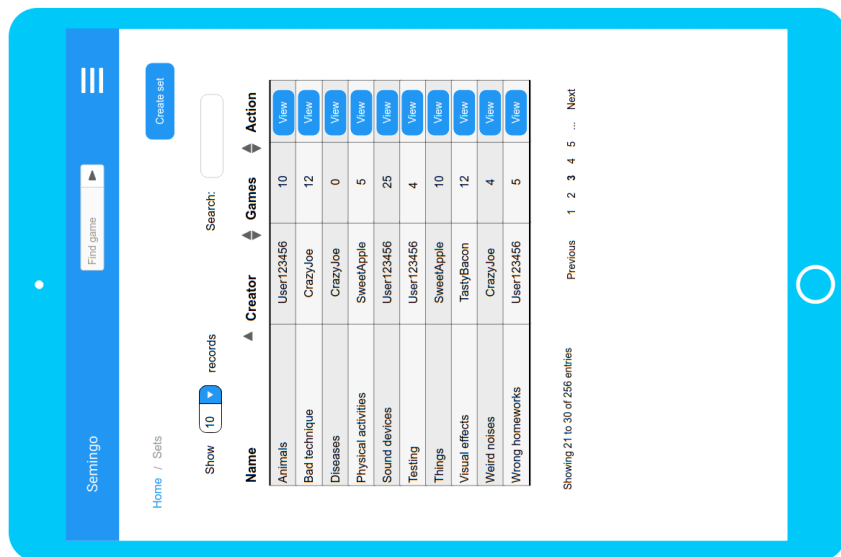 Semingo Find game
Home / Sets Create set
Show 10 records Search:
Name Creator Games Action
Animals User123456 10 View
Bad technique CrazyJoe 12 View
Diseases CrazyJoe 0 View
Physical activities SweetApple 5 View
Sound devices User123456 25 View
Testing User123456 4 View
Things SweetApple 10 View
Visual effects TastyBacon 12 View
Weird noises CrazyJoe 4 View
Wrong homeworks User123456 5 View
Showing 21 to 30 of 256 entries Previous 1 2 3 4 5 ... Next